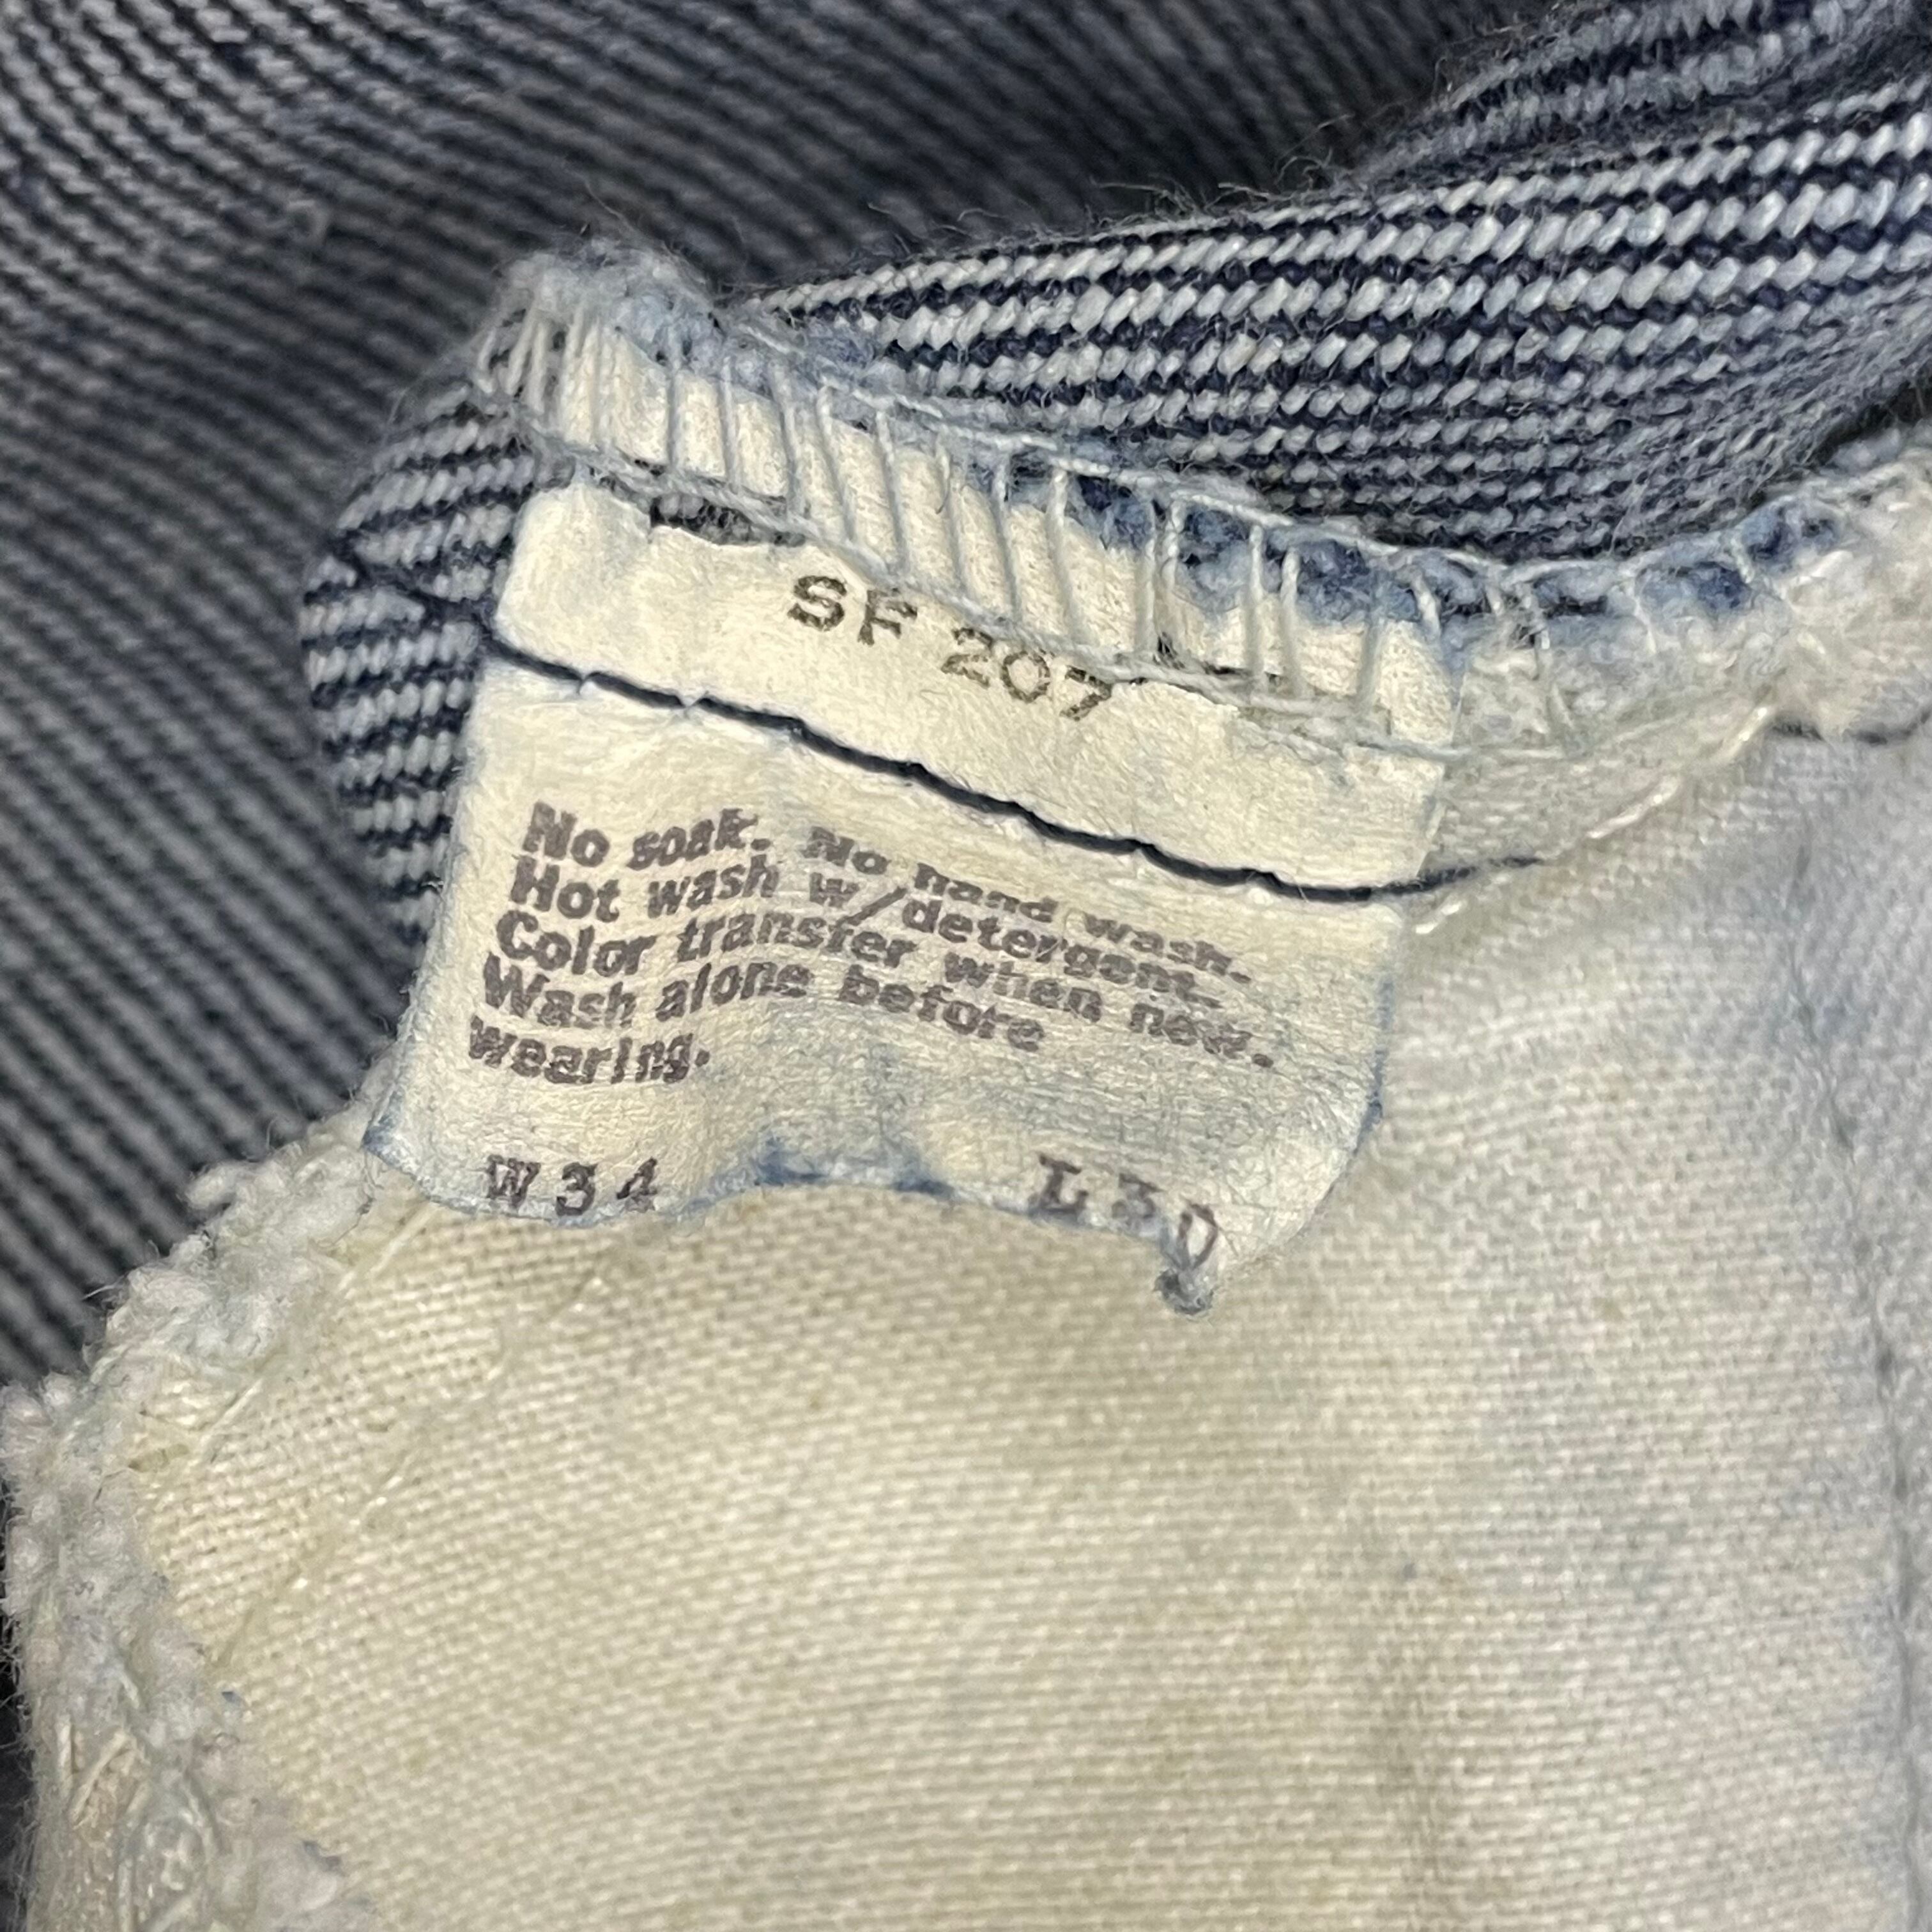 SF 207
No soak. No hand wash.
Hot wash w/detergent.
Color transfer when new.
Wash alone before
wearing.
W34 L30